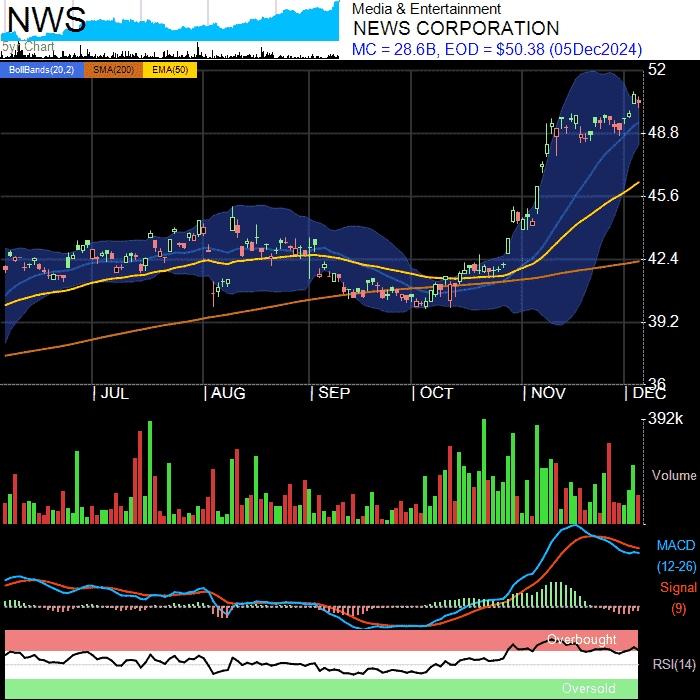 NWS
5yr Chart
Media & Entertainment
NEWS CORPORATION
MC = 28.6B, EOD = $50.38 (05Dec2024)
BollBands(20,2) SMA(200) EMA(50)
52
48.8
45.6
42.4
39.2
36
JUL AUG SEP OCT NOV DEC
392k
Volume
MACD
(12-26)
Signal
(9)
Overbought
RSI(14)
Oversold